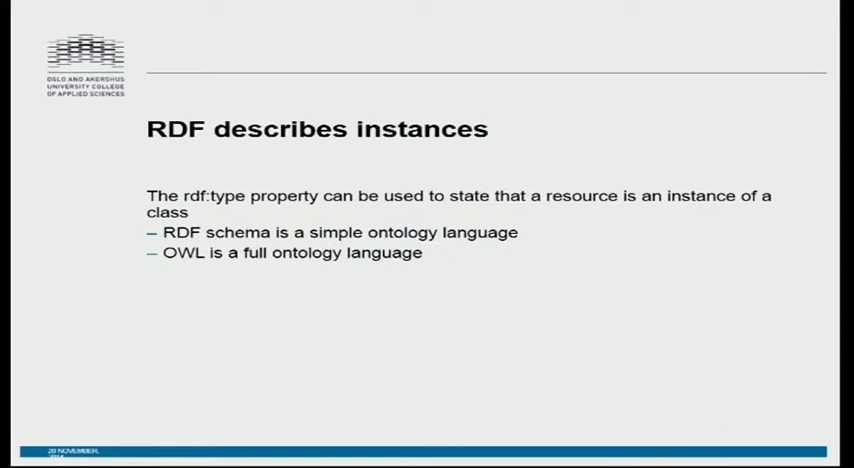 OSLO AND AKERSHUS
UNIVERSITY COLLEGE
OF APPLIED SCIENCES
RDF describes instances
The rdf:type property can be used to state that a resource is an instance of a
class
– RDF schema is a simple ontology language
– OWL is a full ontology language
20 NOVEMBER,